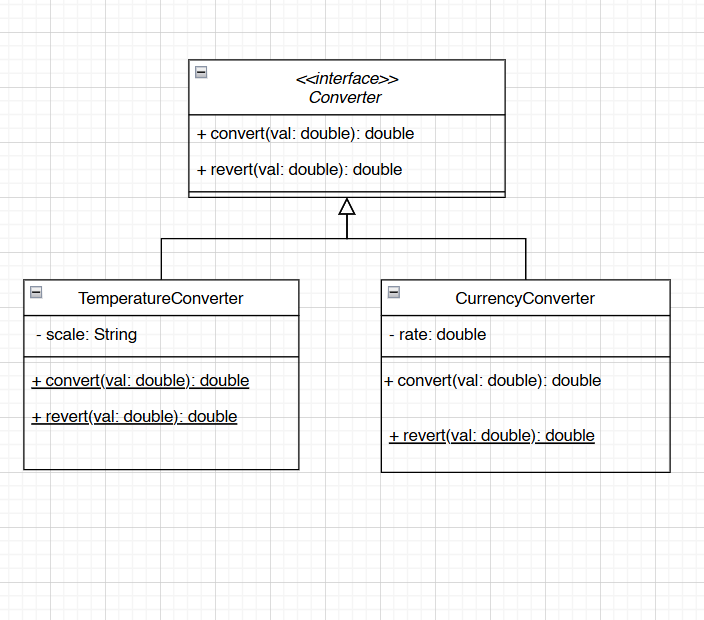 <<interface>>
Converter
+ convert(val: double): double
+ revert(val: double): double
TemperatureConverter
- scale: String
+ convert(val: double): double
+ revert(val: double): double
CurrencyConverter
- rate: double
+ convert(val: double): double
+ revert(val: double): double